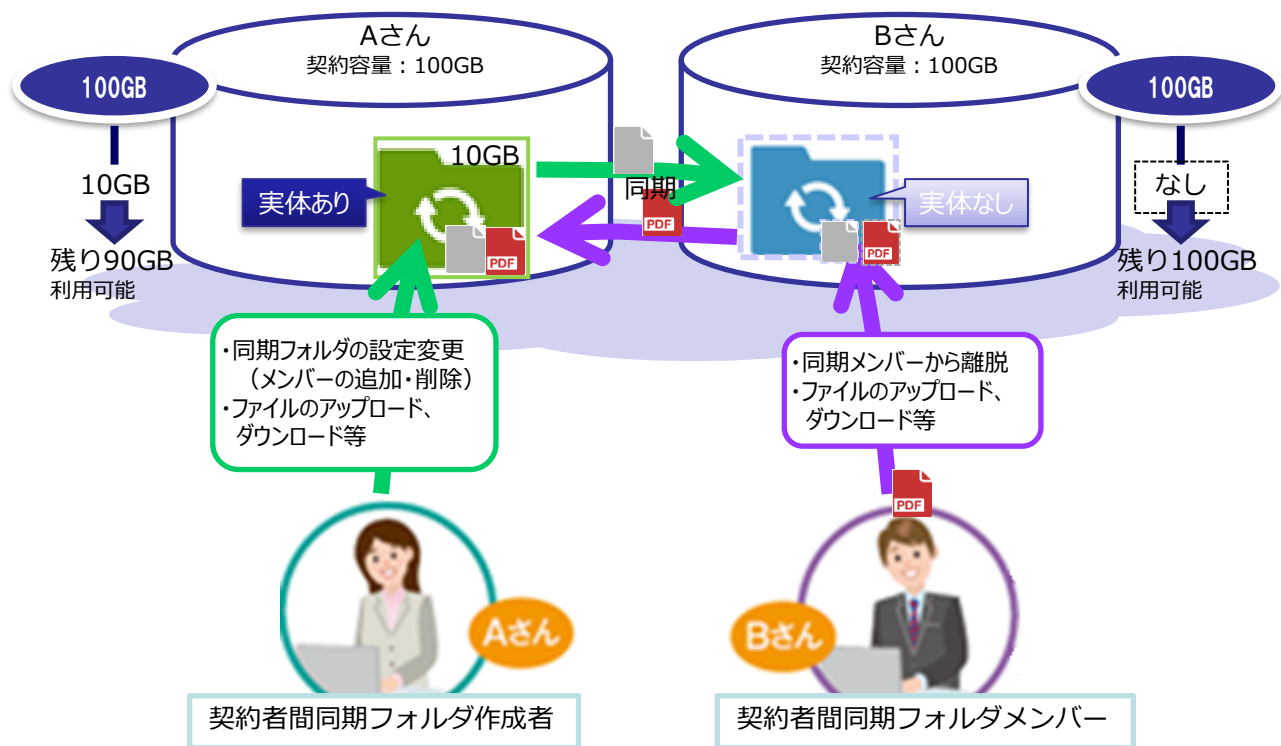 Aさん
契約容量：100GB
Bさん
契約容量：100GB
100GB
10GB
残り90GB
利用可能
実体あり
10GB
PDF
同期
PDF
実体なし
PDF
100GB
なし
残り100GB
利用可能
・同期フォルダの設定変更
（メンバーの追加・削除）
・ファイルのアップロード、
ダウンロード等
・同期メンバーから離脱
・ファイルのアップロード、
ダウンロード等
PDF
Aさん
Bさん
契約者間同期フォルダ作成者
契約者間同期フォルダメンバー